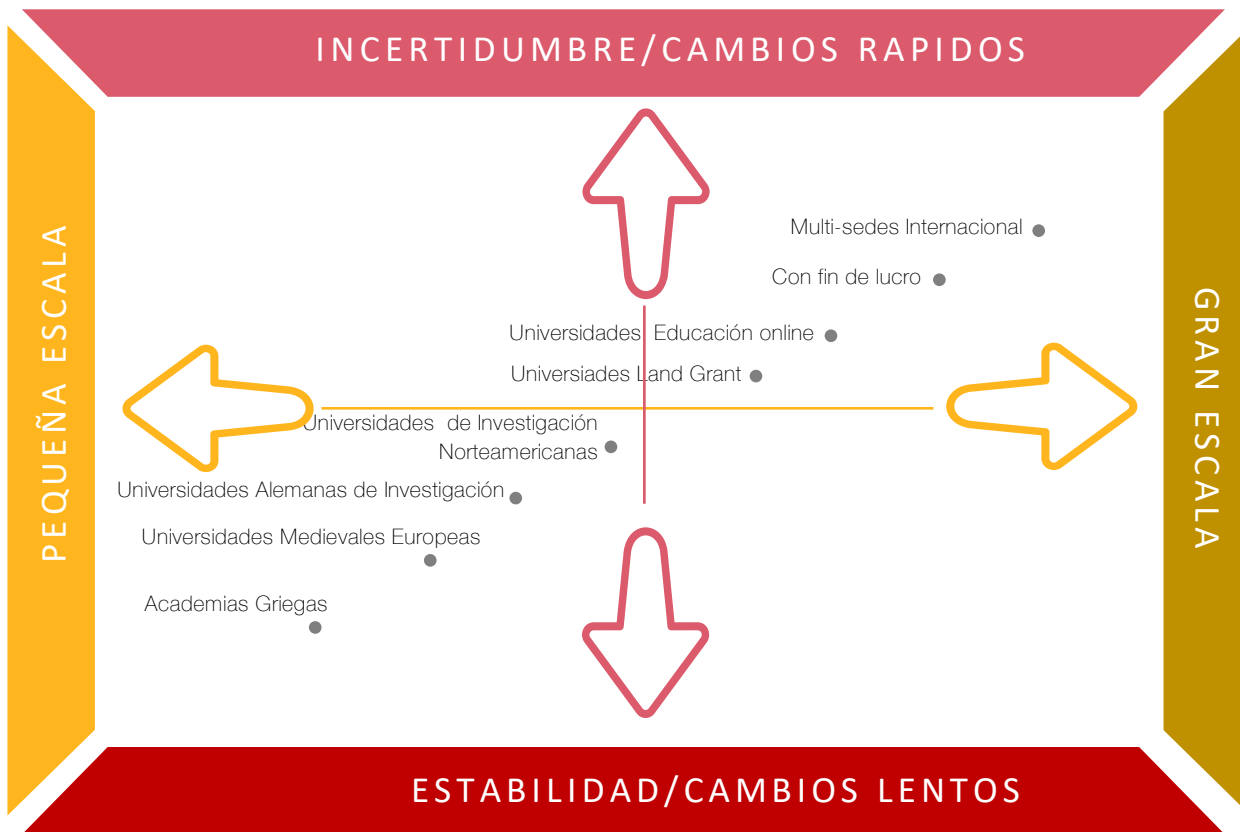 INCERTIDUMBRE/CAMBIOS RAPIDOS
PEQUEÑA ESCALA
GRAN ESCALA
Multi-sedes Internacional
Con fin de lucro
Universidades Educación online
Universiades Land Grant
Universidades de Investigación
Norteamericanas
Universidades Alemanas de Investigación
Universidades Medievales Europeas
Academias Griegas
ESTABILIDAD/CAMBIOS LENTOS